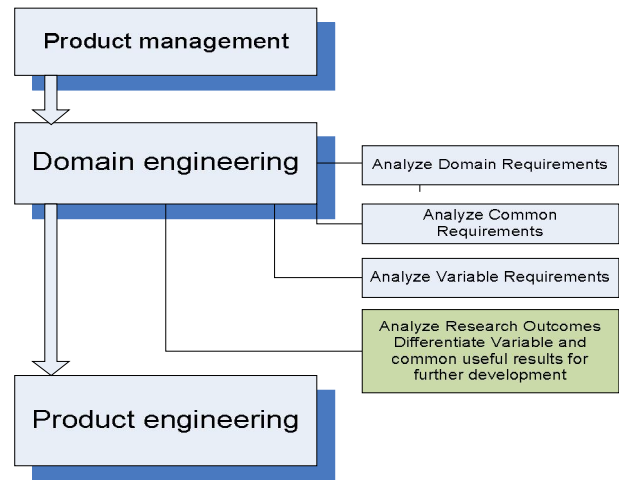 Product management
Domain engineering
Analyze Domain Requirements
Analyze Common
Requirements
Analyze Variable Requirements
Analyze Research Outcomes
Differentiate Variable and
common useful results for
further development
Product engineering